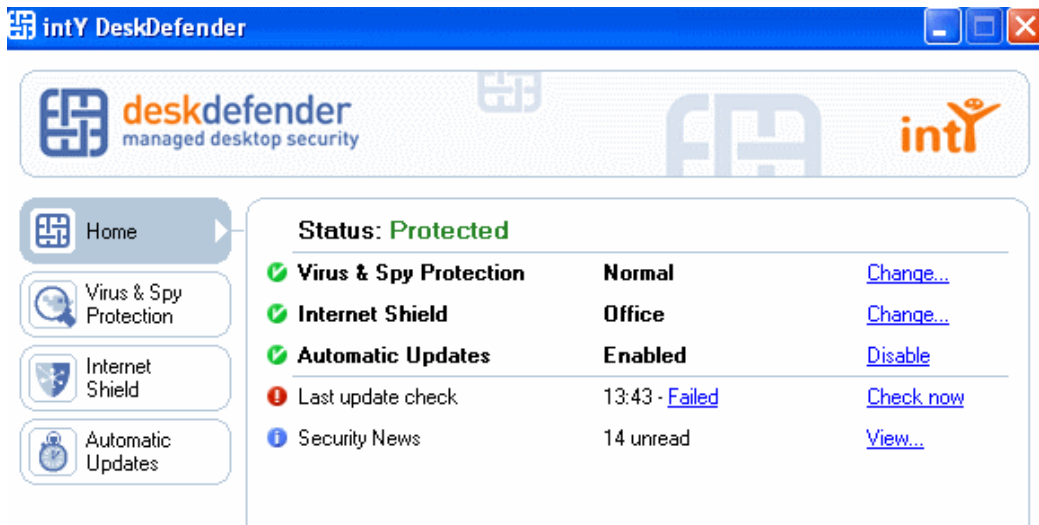 intY DeskDefender
deskdefender
managed desktop security
intY
Home
Virus & Spy
Protection
Internet
Shield
Automatic
Updates
Status: Protected
Virus & Spy Protection Normal Change...
Internet Shield Office Change...
Automatic Updates Enabled Disable
Last update check 13:43 - Failed Check now
Security News 14 unread View...